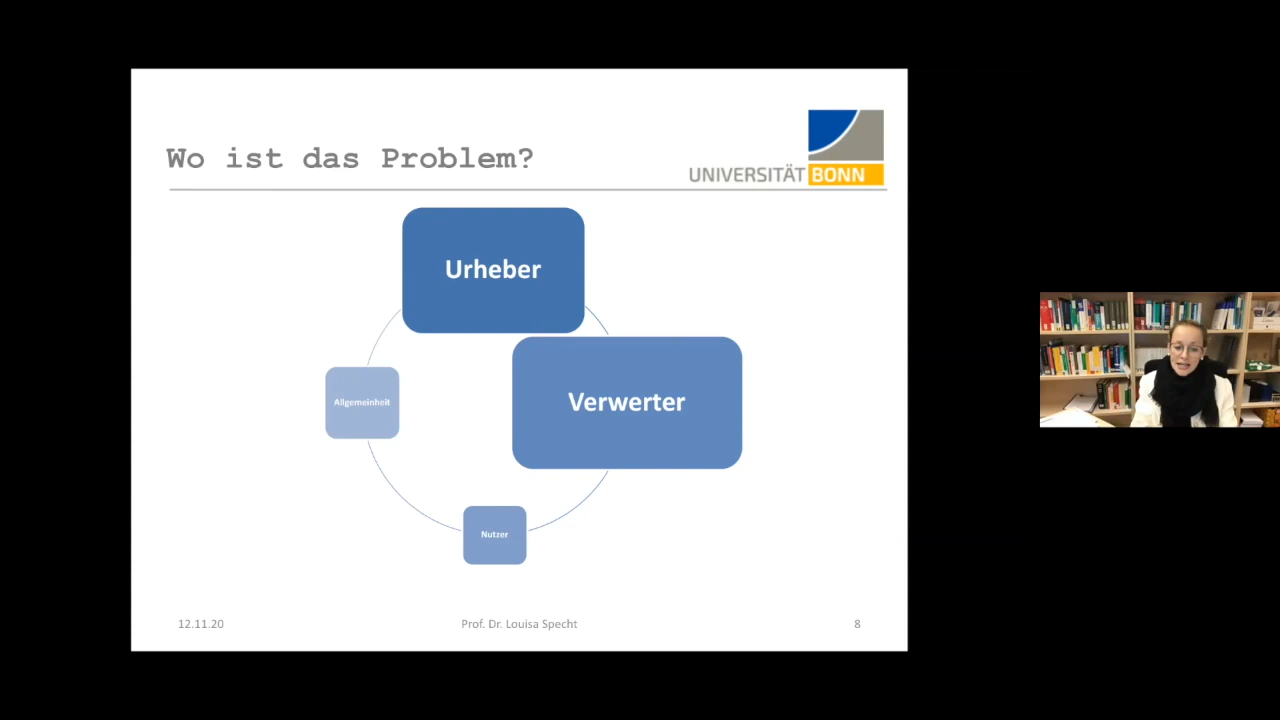 Wo ist das Problem?
UNIVERSITÄT BONN
Urheber
Verwerter
Allgemeinheit
Nutzer
12.11.20
Prof. Dr. Louisa Specht
8